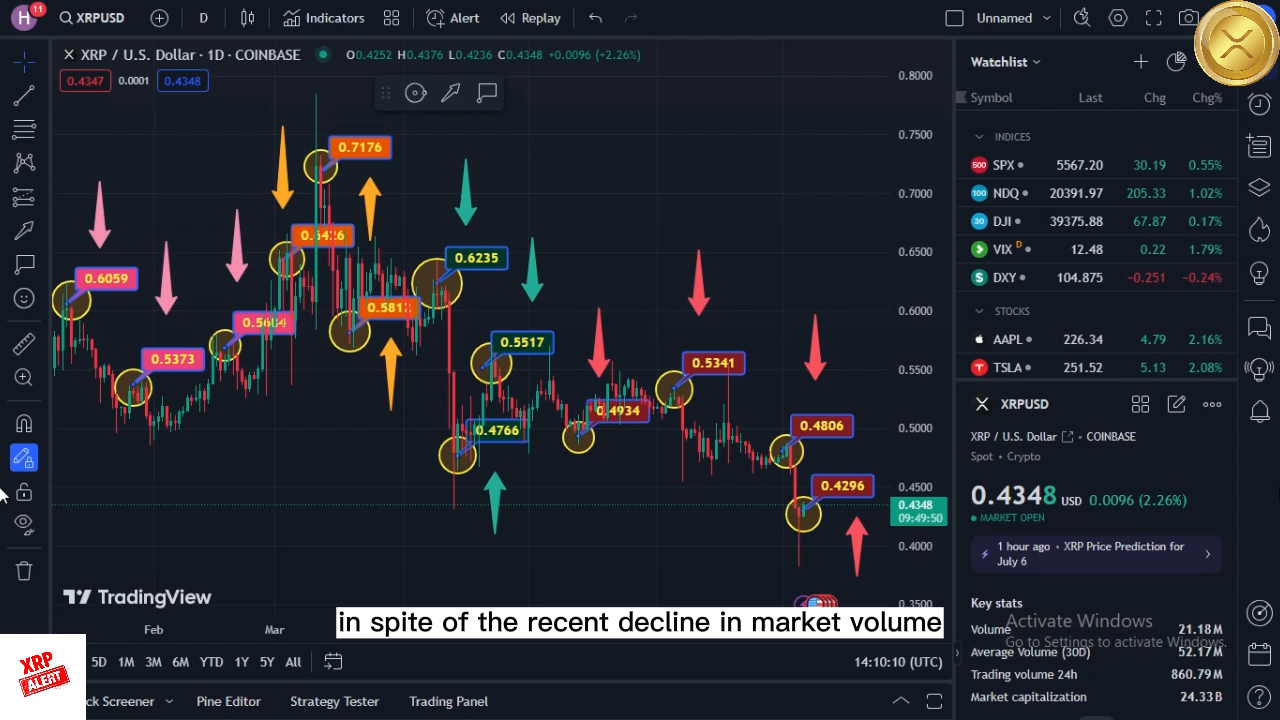 H 11 XRPUSD D Indicators Alert Replay Unnamed
XRP / U.S. Dollar · 1D · COINBASE O0.4252 H0.4376 L0.4236 C0.4348 +0.0096 (+2.26%)
0.4347 0.0001 0.4348
0.8000
0.7500
0.7000
0.6500
0.6000
0.5500
0.5000
0.4500
0.4348
09:49:50
0.4000
0.3500
0.6059
0.5373
0.5684
0.6426
0.7176
0.5812
0.6235
0.4766
0.5517
0.4934
0.5341
0.4806
0.4296
TradingView
in spite of the recent decline in market volume
Feb Mar
XRP
ALERT
5D 1M 3M 6M YTD 1Y 5Y All 14:10:10 (UTC)
ck Screener Pine Editor Strategy Tester Trading Panel
Watchlist
Symbol Last Chg Chg%
INDICES
500 SPX 5567.20 30.19 0.55%
100 NDQ 20391.97 205.33 1.02%
30 DJI 39375.88 67.87 0.17%
VIX D 12.48 0.22 1.79%
$ DXY 104.875 -0.251 -0.24%
STOCKS
AAPL 226.34 4.79 2.16%
TSLA 251.52 5.13 2.08%
XRPUSD
XRP / U.S. Dollar COINBASE
Spot • Crypto
0.4348 USD 0.0096 (2.26%)
MARKET OPEN
1 hour ago • XRP Price Prediction for
July 6
Key stats
Volume 21.18M
Average Volume (30D) 52.17M
Trading volume 24h 860.79M
Market capitalization 24.33B
Activate Windows
Go to Settings to activate Windows.